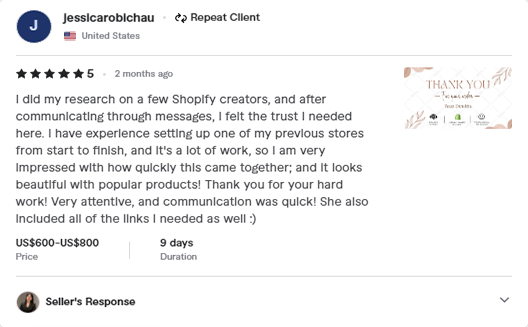 J
jessicarobichau • Repeat Client
United States
★★★★★ 5 • 2 months ago
THANK YOU
I did my research on a few Shopify creators, and after
communicating through messages, I felt the trust I needed
here. I have experience setting up one of my previous stores
from start to finish, and it's a lot of work, so I am very
impressed with how quickly this came together; and it looks
beautiful with popular products! Thank you for your hard
work! Very attentive, and communication was quick! She also
included all of the links I needed as well :)
US$600-US$800
Price
9 days
Duration
Seller's Response